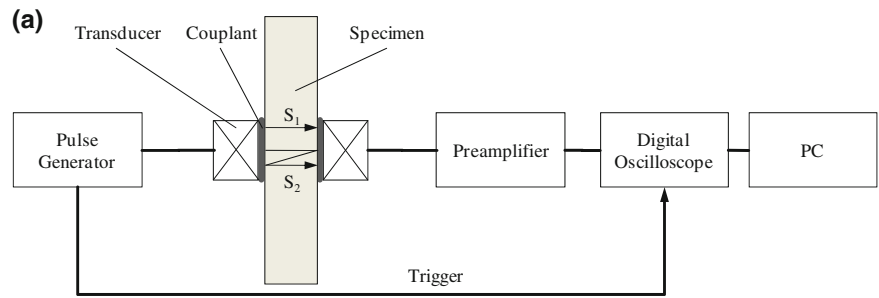 (a)
Transducer Couplant Specimen
S1
Pulse
Generator
Preamplifier
Digital
Oscilloscope
PC
S2
Trigger